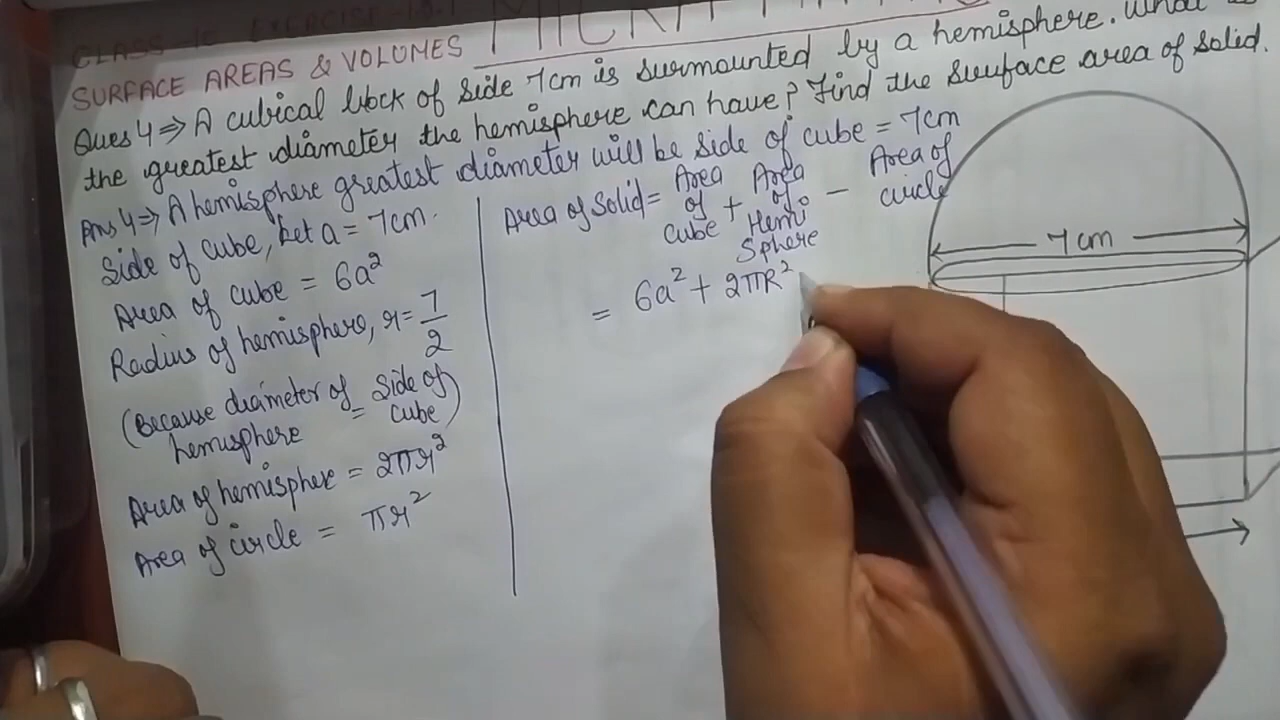 SURFACE AREAS & VOLUMES
Ques 4⇒ A cubical block of side 7cm is surmounted by a hemisphere. What is
the greatest diameter the hemisphere can have? Find the surface area of solid.
Ans 4⇒ A hemisphere greatest diameter will be side of cube = 7cm
Side of cube, Let a = 7cm.
Area of cube = 6a²
Radius of hemisphere, r = 7/2
(Because diameter of hemisphere = Side of cube)
Area of hemisphere = 2πr²
Area of circle = πr²
Area of Solid = Area of cube + Area of Hemi Sphere − Area of circle
= 6a² + 2πR²
7cm